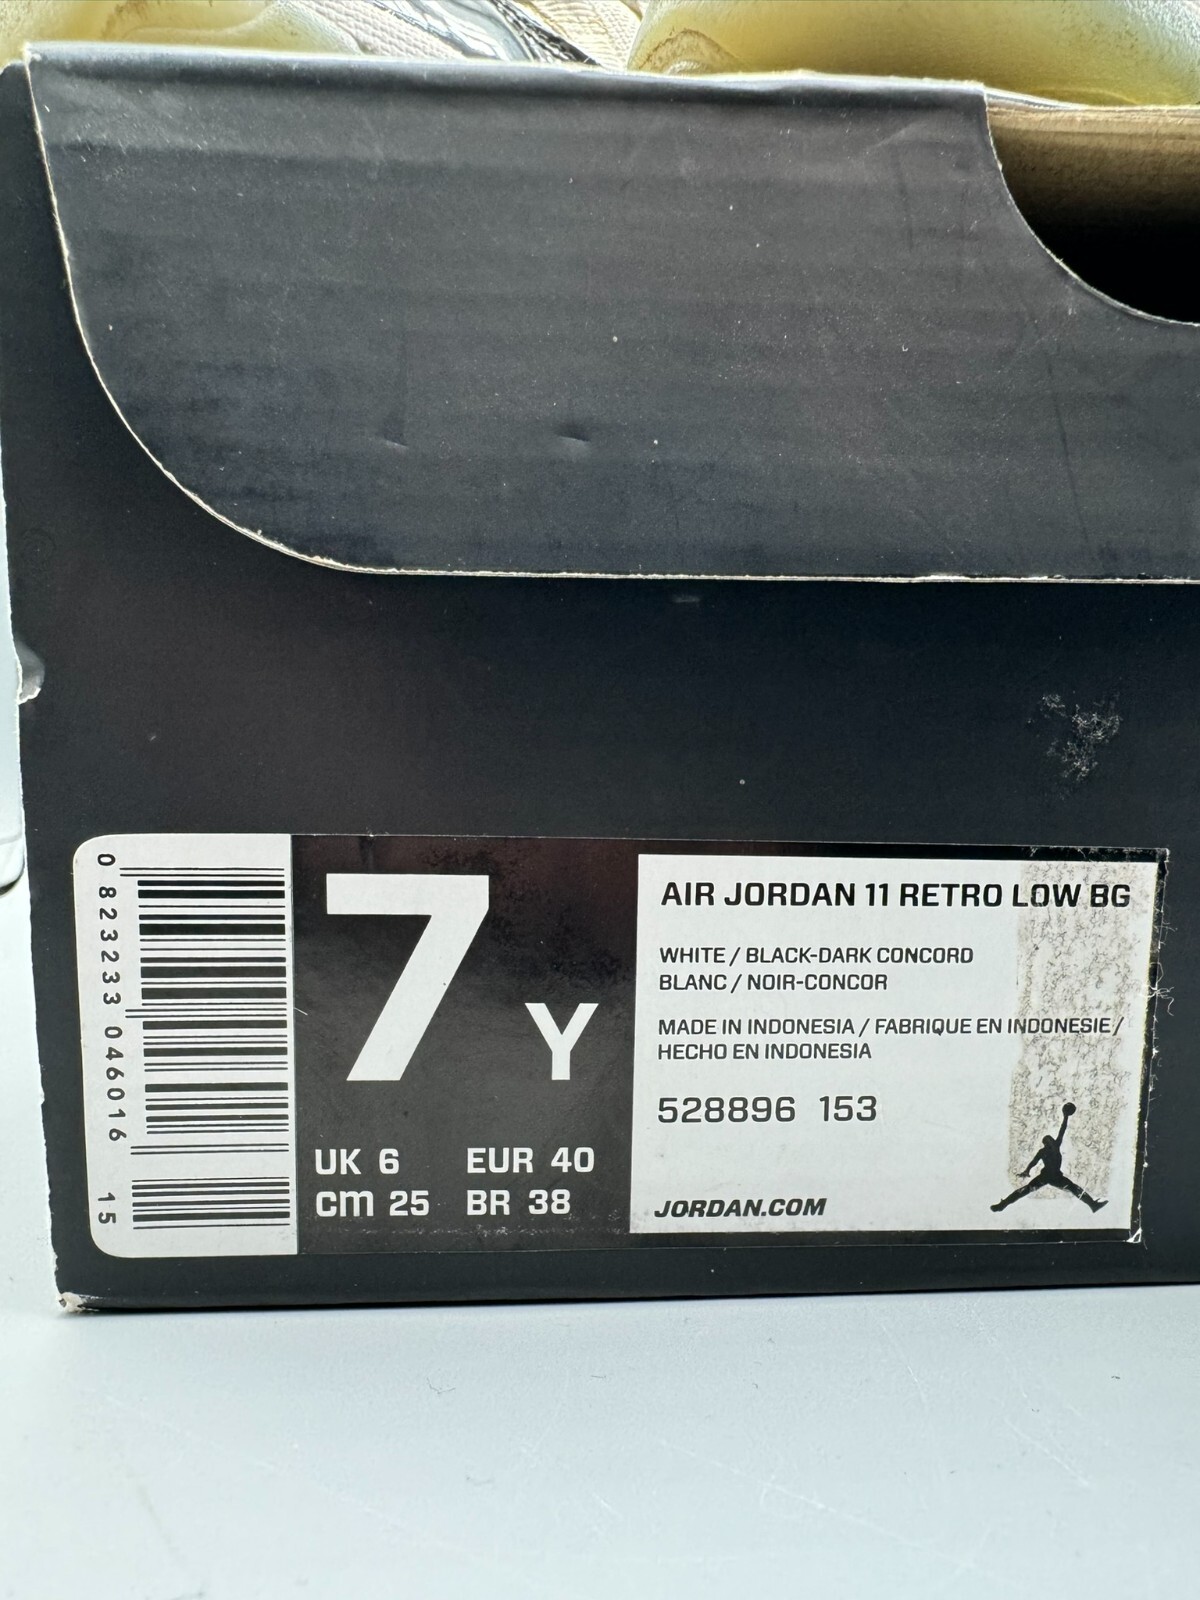 0 823233 046016 15
7 Y
UK 6 EUR 40
cm 25 BR 38
AIR JORDAN 11 RETRO LOW BG
WHITE / BLACK-DARK CONCORD
BLANC / NOIR-CONCOR
MADE IN INDONESIA / FABRIQUE EN INDONESIE /
HECHO EN INDONESIA
528896 153
JORDAN.COM